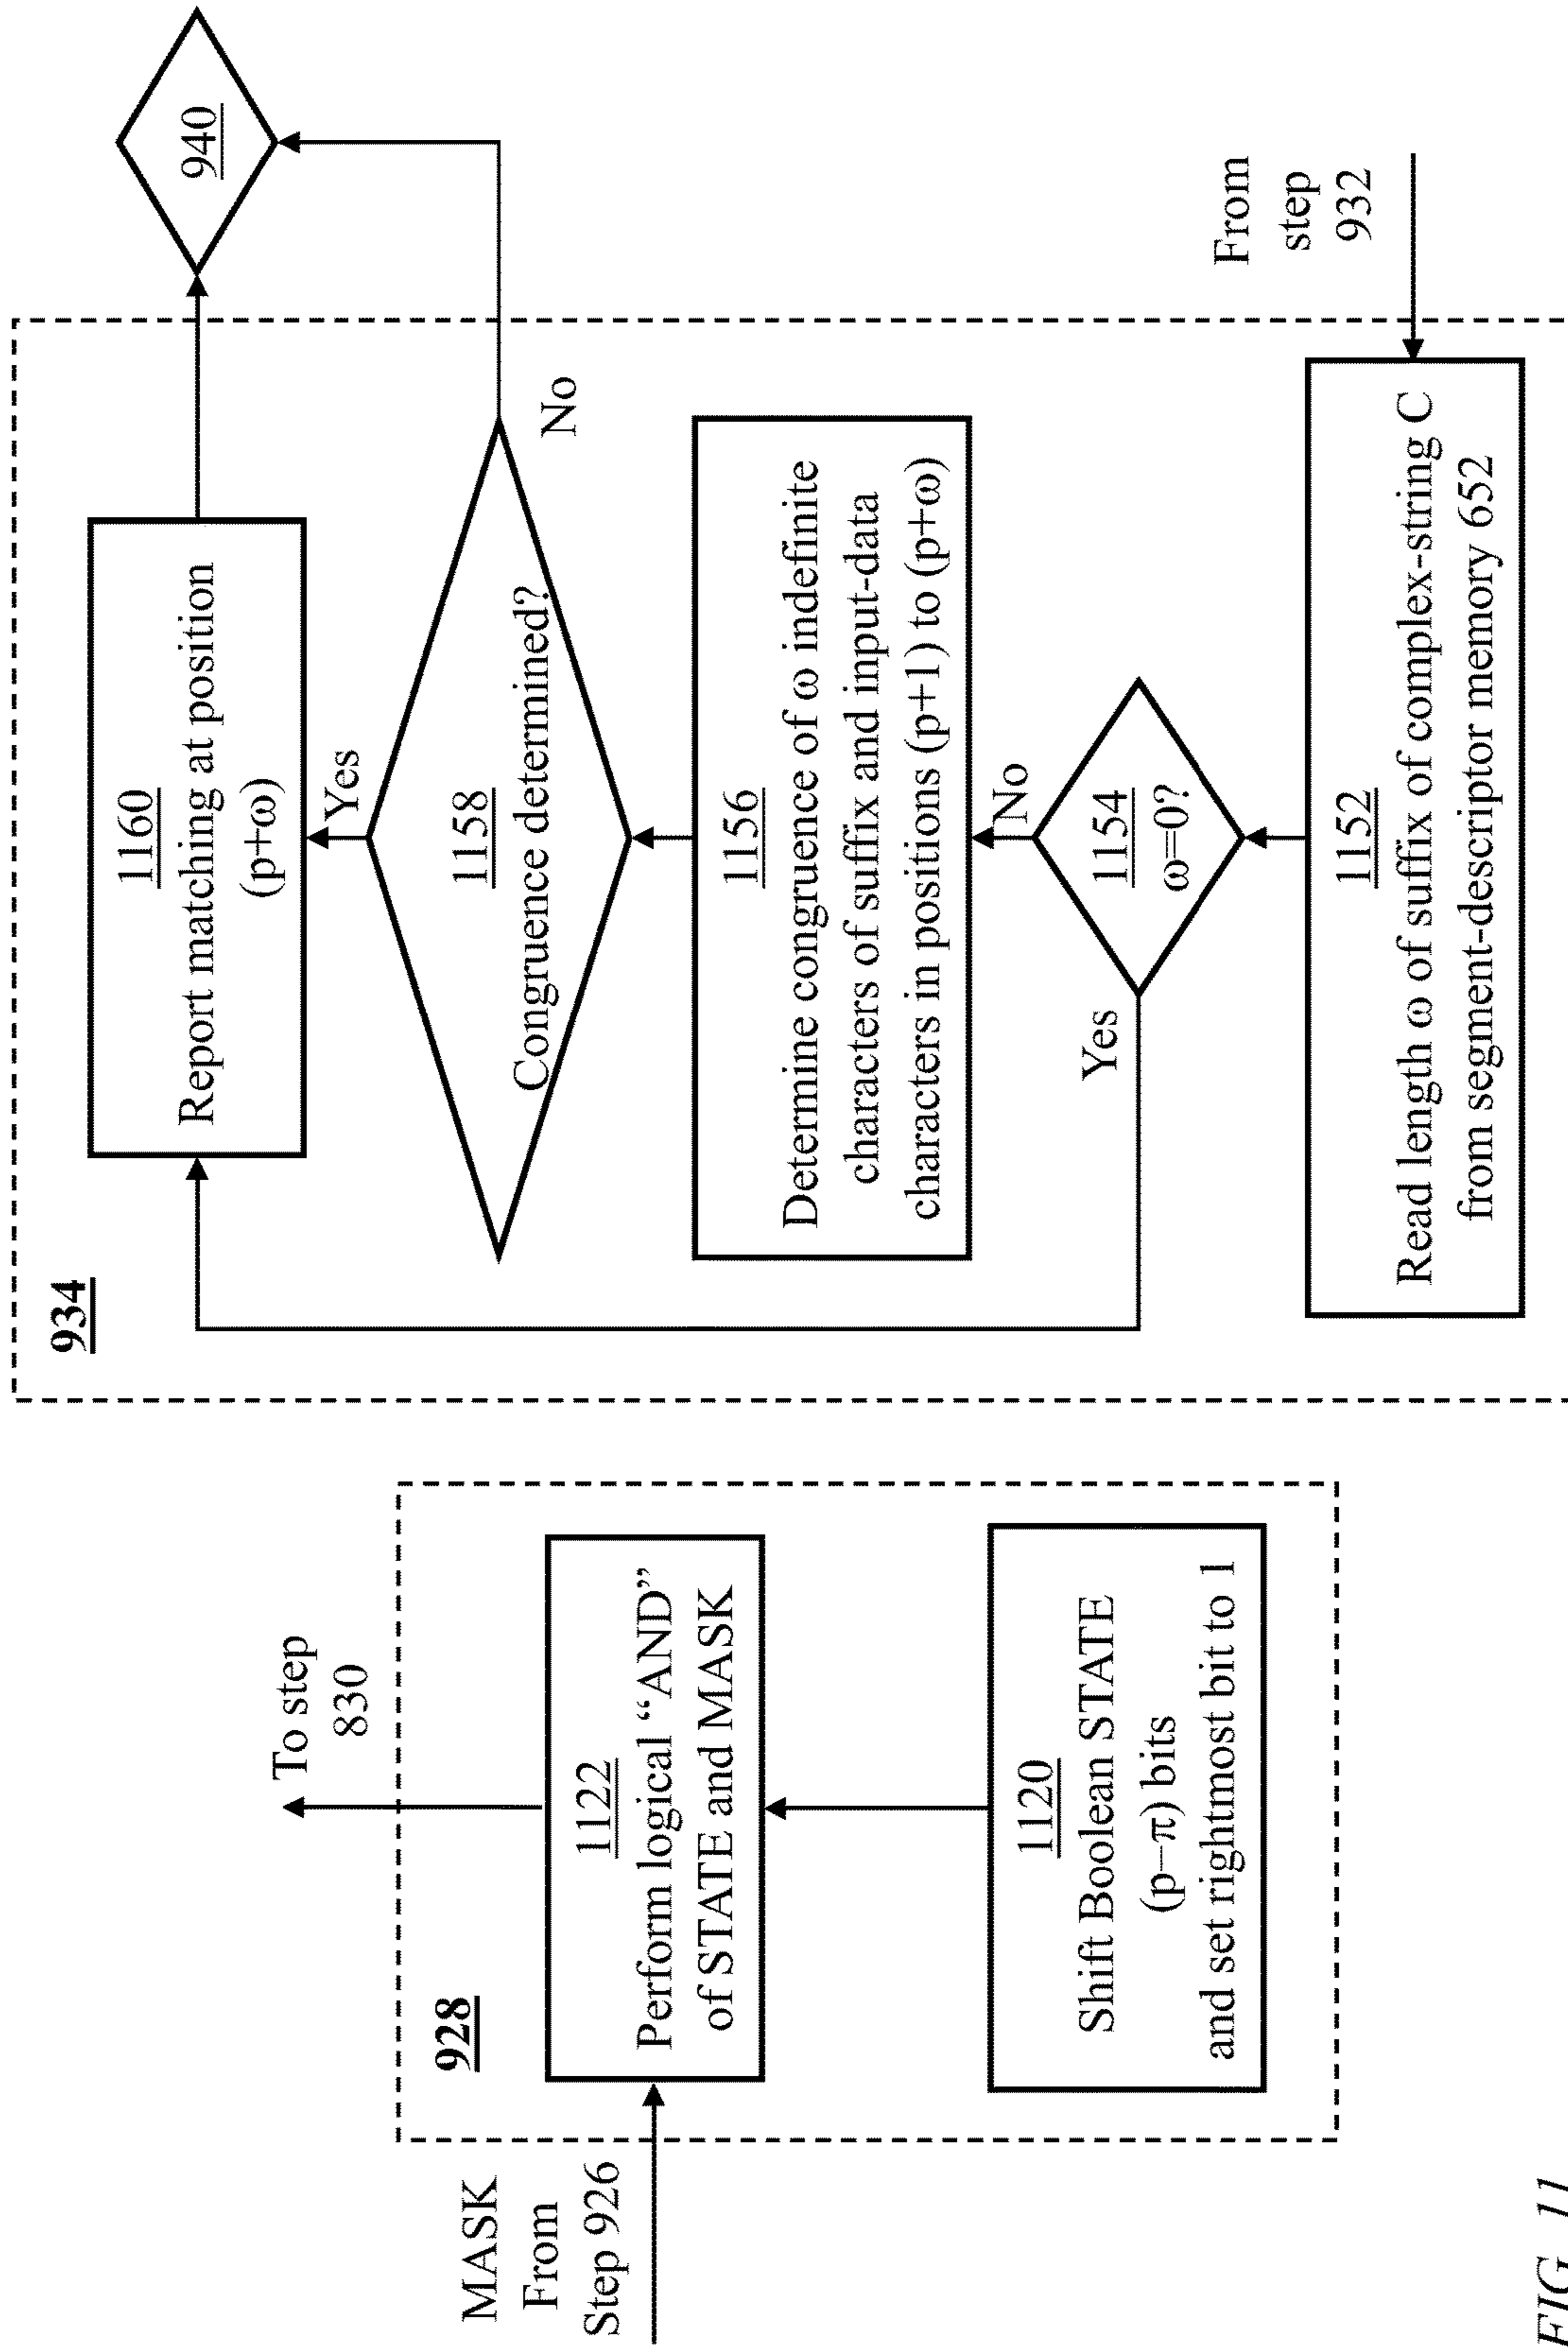 MASK
From
Step 926
928
To step
830
1122
Perform logical “AND”
of STATE and MASK
1120
Shift Boolean STATE
(p−π) bits
and set rightmost bit to 1
934
1160
Report matching at position
(p+ω)
Yes
1158
Congruence determined?
No
1156
Determine congruence of ω indefinite
characters of suffix and input-data
characters in positions (p+1) to (p+ω)
No
1154
ω=0?
Yes
1152
Read length ω of suffix of complex-string C
from segment-descriptor memory 652
940
From
step
932
FIG. 11